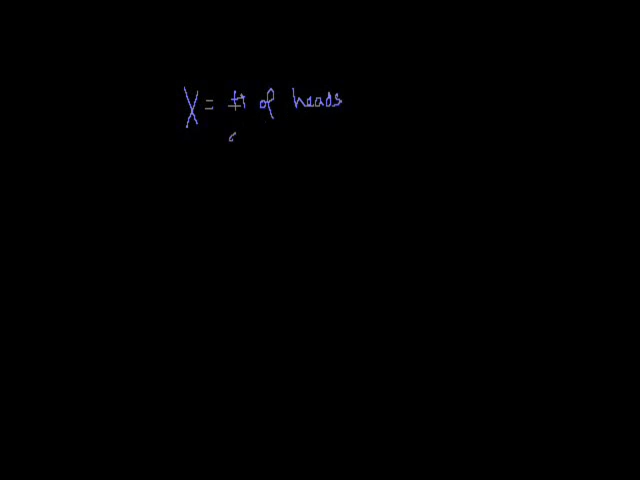 X = # of heads